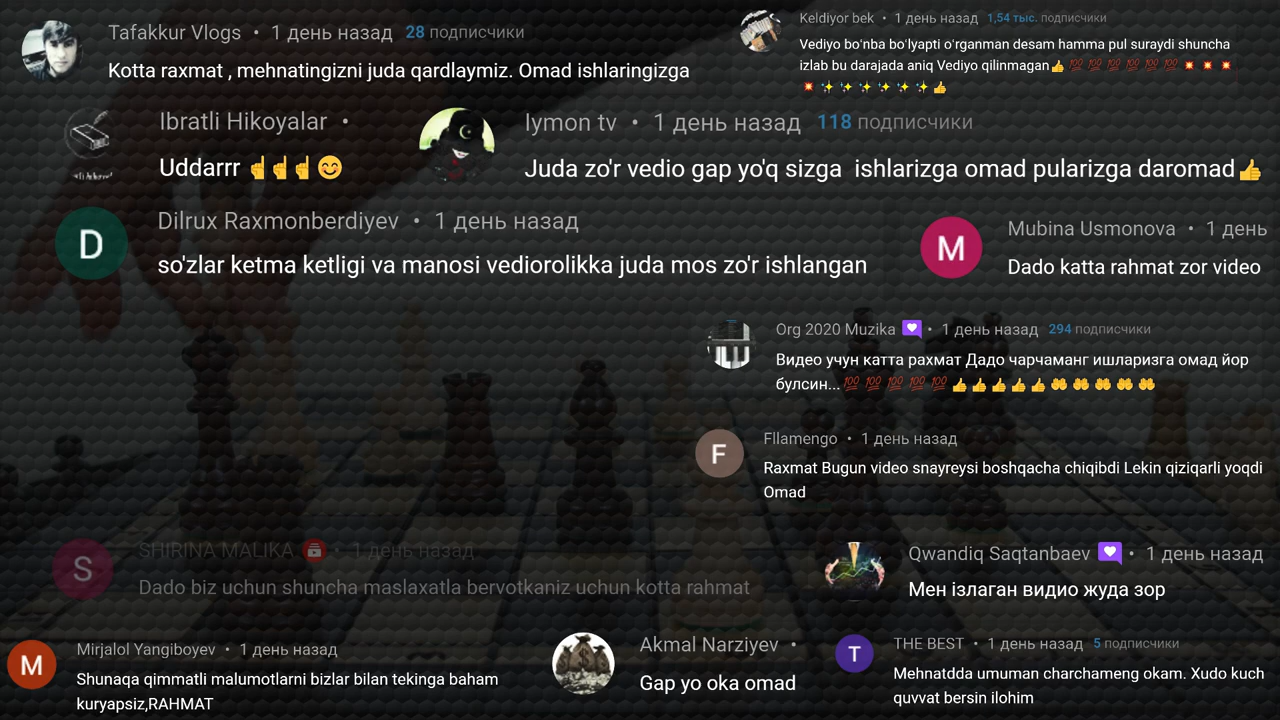 Tafakkur Vlogs • 1 день назад 28 подписчики
Kotta raxmat , mehnatingizni juda qardlaymiz. Omad ishlaringizga
Keldiyor bek • 1 день назад 1,54 тыс. подписчики
Vediyo bo'nba bo'lyapti o'rganman desam hamma pul suraydi shuncha
izlab bu darajada aniq Vediyo qilinmagan👍💯💯💯💯💯💯💥💥💥
💥✨✨✨✨✨✨👍
Ibratli Hikoyalar •
Uddarrr ☝☝☝😊
Iymon tv • 1 день назад 118 подписчики
Juda zo'r vedio gap yo'q sizga ishlarizga omad pularizga daromad👍
D
Dilrux Raxmonberdiyev • 1 день назад
so'zlar ketma ketligi va manosi vediorolikka juda mos zo'r ishlangan
M
Mubina Usmonova • 1 день
Dado katta rahmat zor video
Org 2020 Muzika • 1 день назад 294 подписчики
Видео учун катта рахмат Дадо чарчаманг ишларизга омад йор
булсин...💯💯💯💯💯👍👍👍👍👍🤲🤲🤲🤲🤲
F
Fllamengo • 1 день назад
Raxmat Bugun video snayreysi boshqacha chiqibdi Lekin qiziqarli yoqdi
Omad
S
SHIRINA MALIKA • 1 день назад
Dado biz uchun shuncha maslaxatla bervotkaniz uchun kotta rahmat
Qwandiq Saqtanbaev • 1 день назад
Мен ізлаган видио жуда зор
M
Mirjalol Yangiboyev • 1 день назад
Shunaqa qimmatli malumotlarni bizlar bilan tekinga baham
kuryapsiz,RAHMAT
Akmal Narziyev •
Gap yo oka omad
T
THE BEST • 1 день назад 5 подписчики
Mehnatdda umuman charchameng okam. Xudo kuch
quvvat bersin ilohim